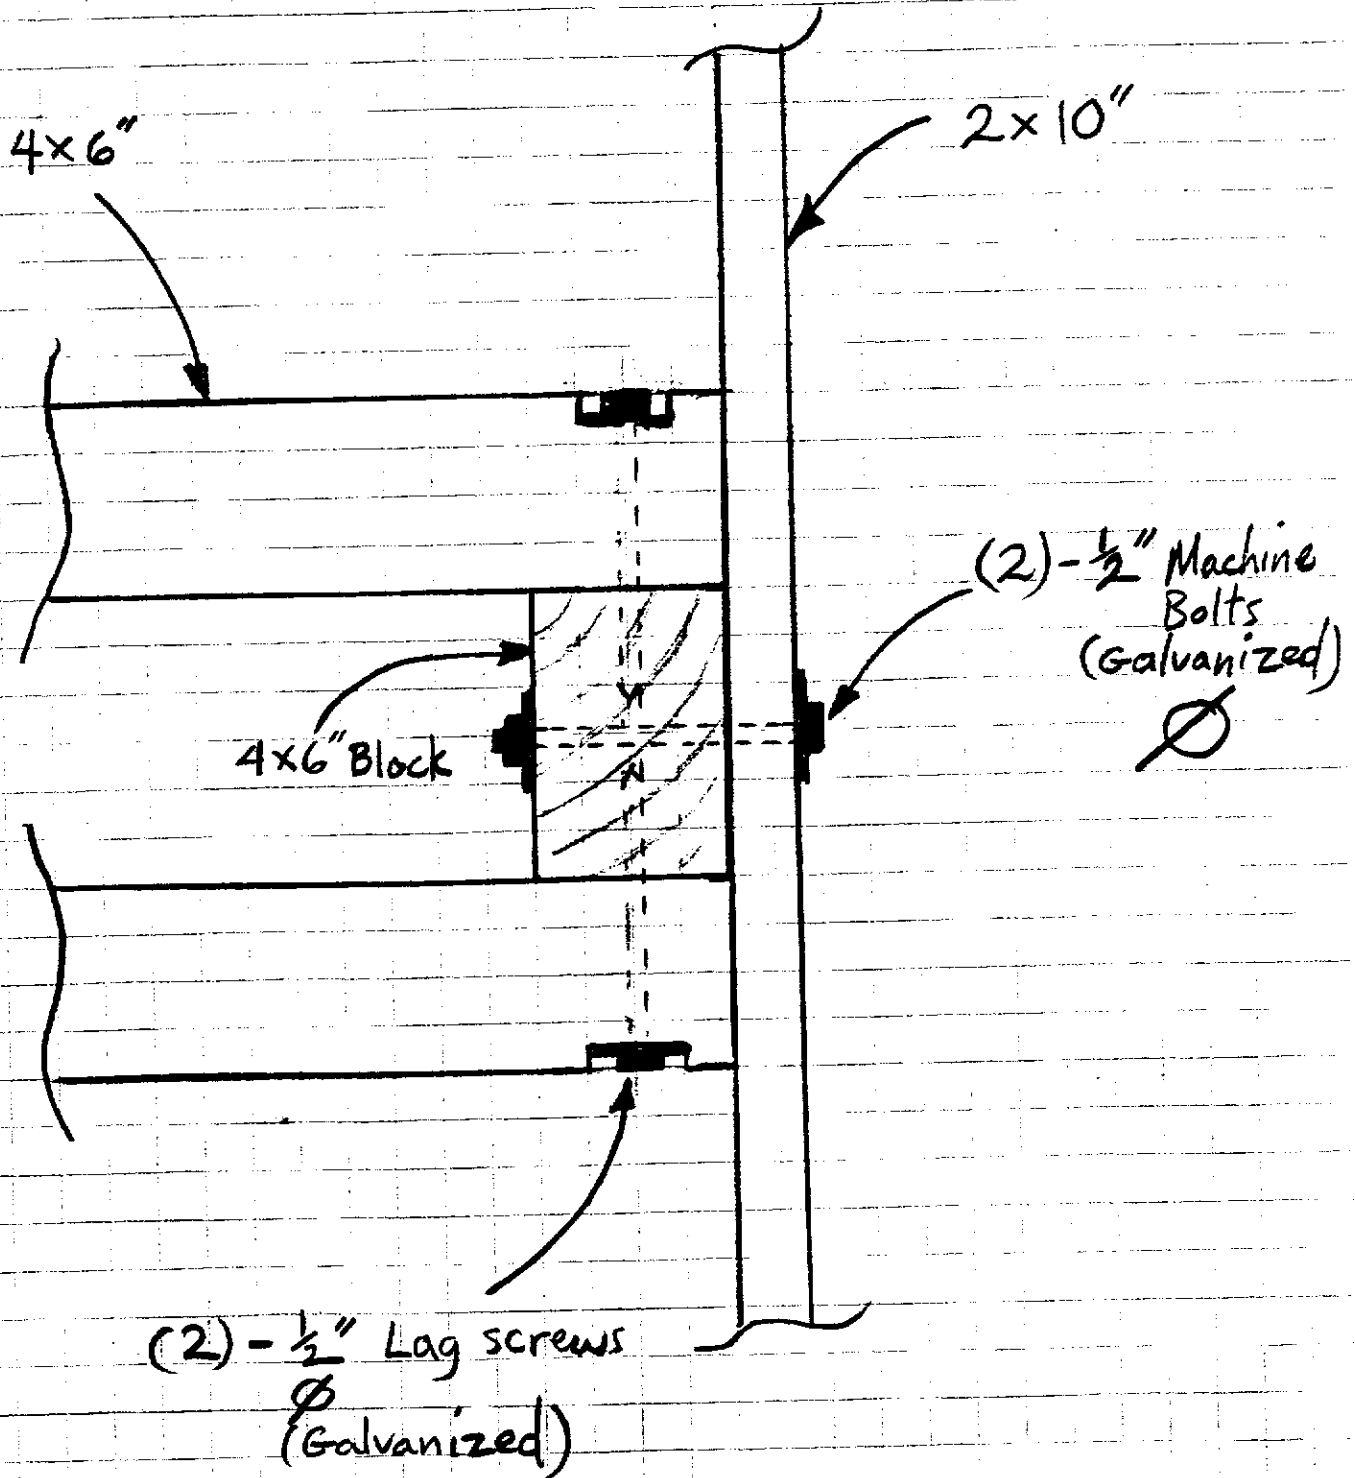 4×6"
2×10"
(2)-½" Machine
Bolts
(Galvanized)
Ø
4×6" Block
(2)-½" Lag screws
Ø
(Galvanized)